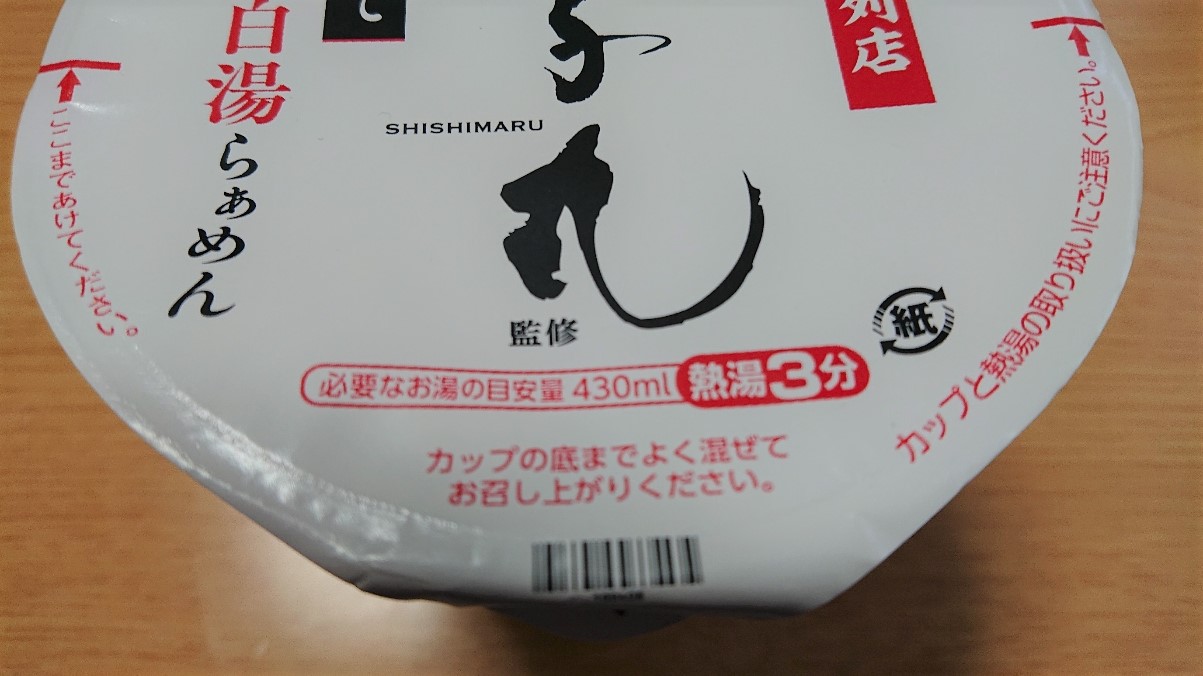 白湯らぁめん
SHISHIMARU
丸
監修
店
必要なお湯の目安量 430ml 熱湯3分
カップの底までよく混ぜて
お召し上がりください。
ここまであけてください。
紙
カップと熱湯の取り扱いにご注意ください。